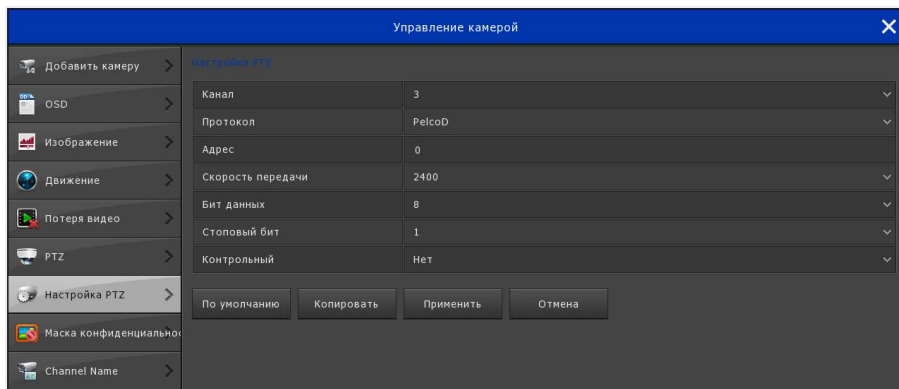 Управление камерой
Добавить камеру
OSD
Изображение
Движение
Потеря видео
PTZ
Настройка PTZ
Маска конфиденциальнос
Channel Name
Настройка PTZ
Канал 3
Протокол PelcoD
Адрес 0
Скорость передачи 2400
Бит данных 8
Стоповый бит 1
Контрольный Нет
По умолчанию Копировать Применить Отмена